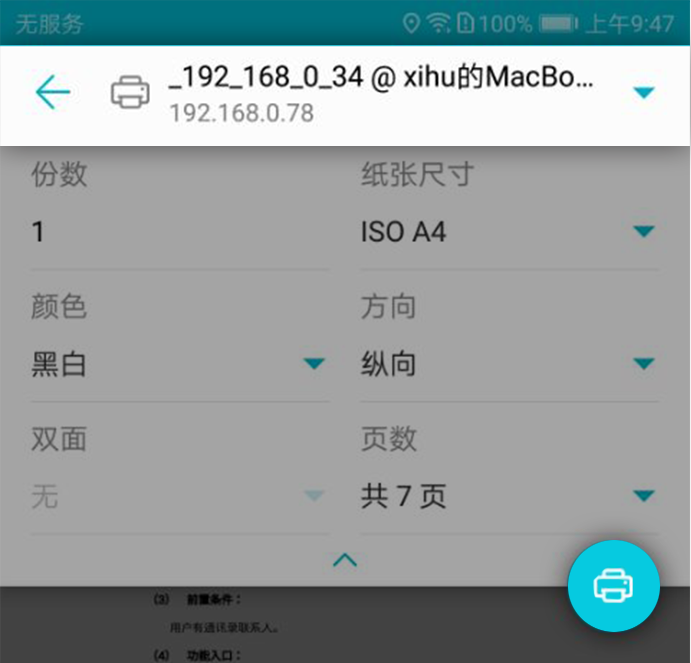 无服务 100% 上午9:47
_192_168_0_34 @ xihu的MacBo...
192.168.0.78
份数 纸张尺寸
1 ISO A4
颜色 方向
黑白 纵向
双面 页数
无 共 7 页
(3) 前置条件：
用户有通讯录联系人。
(4) 功能入口：